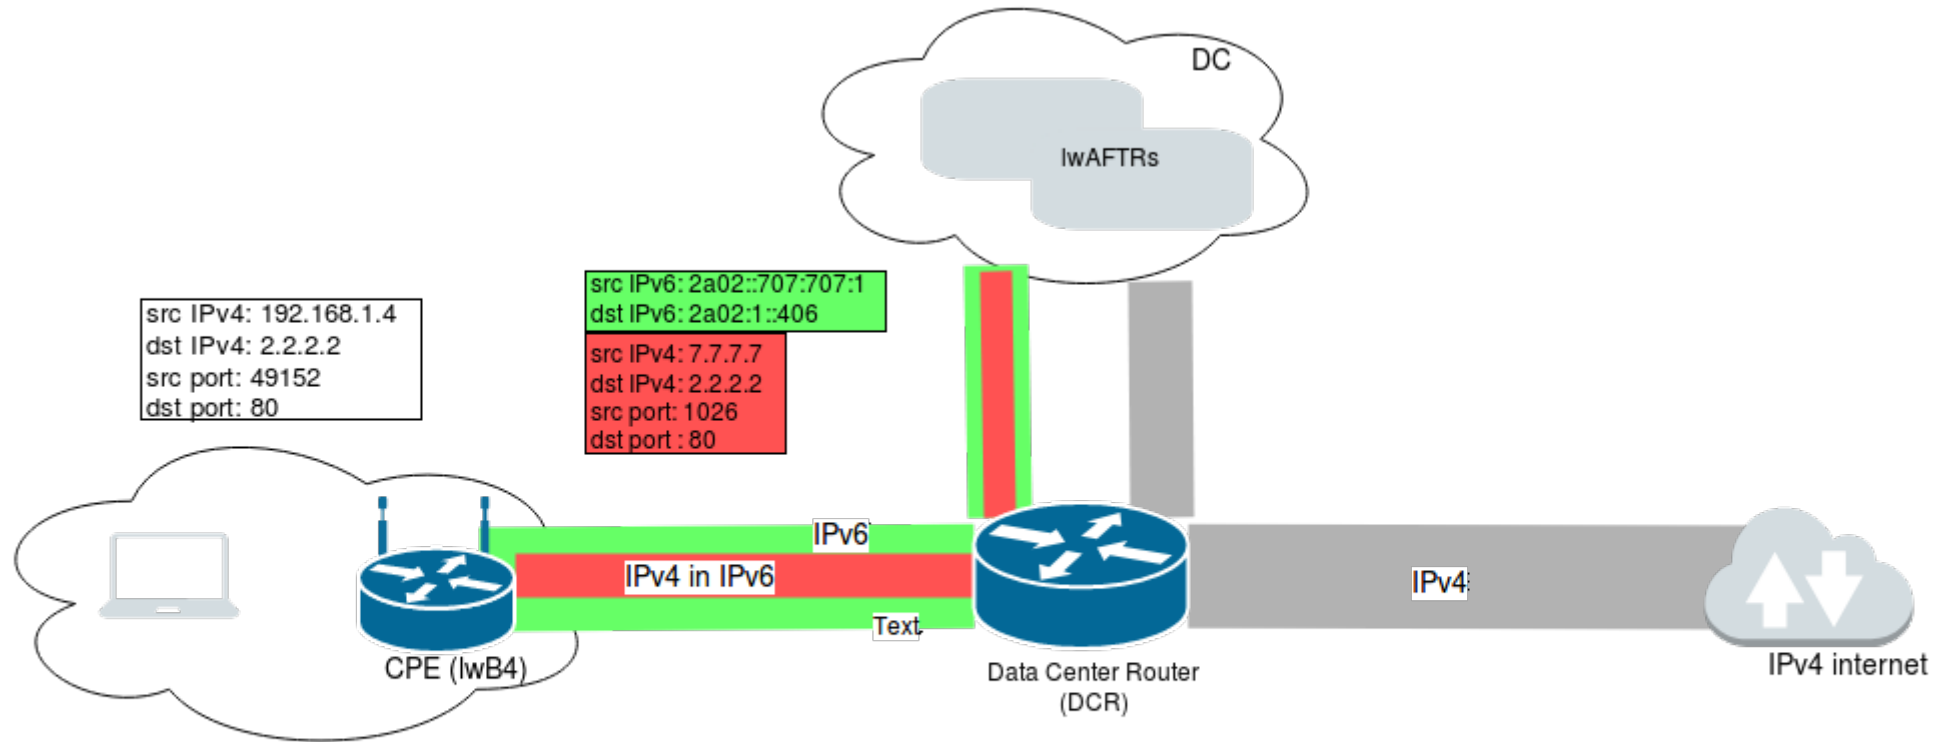 DC
lwAFTRs
src IPv6: 2a02::707:707:1
dst IPv6: 2a02:1::406
src IPv4: 7.7.7.7
dst IPv4: 2.2.2.2
src port: 1026
dst port : 80
src IPv4: 192.168.1.4
dst IPv4: 2.2.2.2
src port: 49152
dst port: 80
IPv6
IPv4 in IPv6
Text
IPv4
CPE (lwB4)
Data Center Router
(DCR)
IPv4 internet